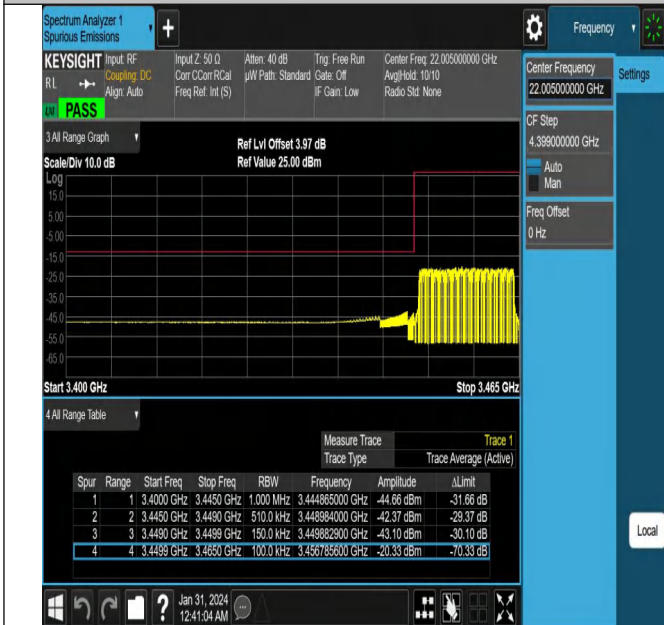 Spectrum Analyzer 1
Spurious Emissions
+
Frequency
KEYSIGHT
RL
PASS
Input: RF
Coupling: DC
Align: Auto
Input Z: 50 Ω
Corr CCorr RCal
Freq Ref: Int (S)
Atten: 40 dB
µW Path: Standard
Trig: Free Run
Gate: Off
IF Gain: Low
Center Freq: 22.005000000 GHz
Avg|Hold: 10/10
Radio Std: None
Center Frequency
22.005000000 GHz
Settings
CF Step
4.399000000 GHz
Auto
Man
Freq Offset
0 Hz
3 All Range Graph
Scale/Div 10.0 dB
Ref Lvl Offset 3.97 dB
Ref Value 25.00 dBm
Log
15.0
5.00
-5.00
-15.0
-25.0
-35.0
-45.0
-55.0
-65.0
Start 3.400 GHz
Stop 3.465 GHz
4 All Range Table
Measure Trace Trace 1
Trace Type Trace Average (Active)
Spur Range Start Freq Stop Freq RBW Frequency Amplitude ΔLimit
1 1 3.4000 GHz 3.4450 GHz 1.000 MHz 3.444865000 GHz -44.66 dBm -31.66 dB
2 2 3.4450 GHz 3.4490 GHz 510.0 kHz 3.448984000 GHz -42.37 dBm -29.37 dB
3 3 3.4490 GHz 3.4499 GHz 150.0 kHz 3.449882900 GHz -43.10 dBm -30.10 dB
4 4 3.4499 GHz 3.4650 GHz 100.0 kHz 3.456785600 GHz -20.33 dBm -70.33 dB
Local
?
Jan 31, 2024
12:41:04 AM